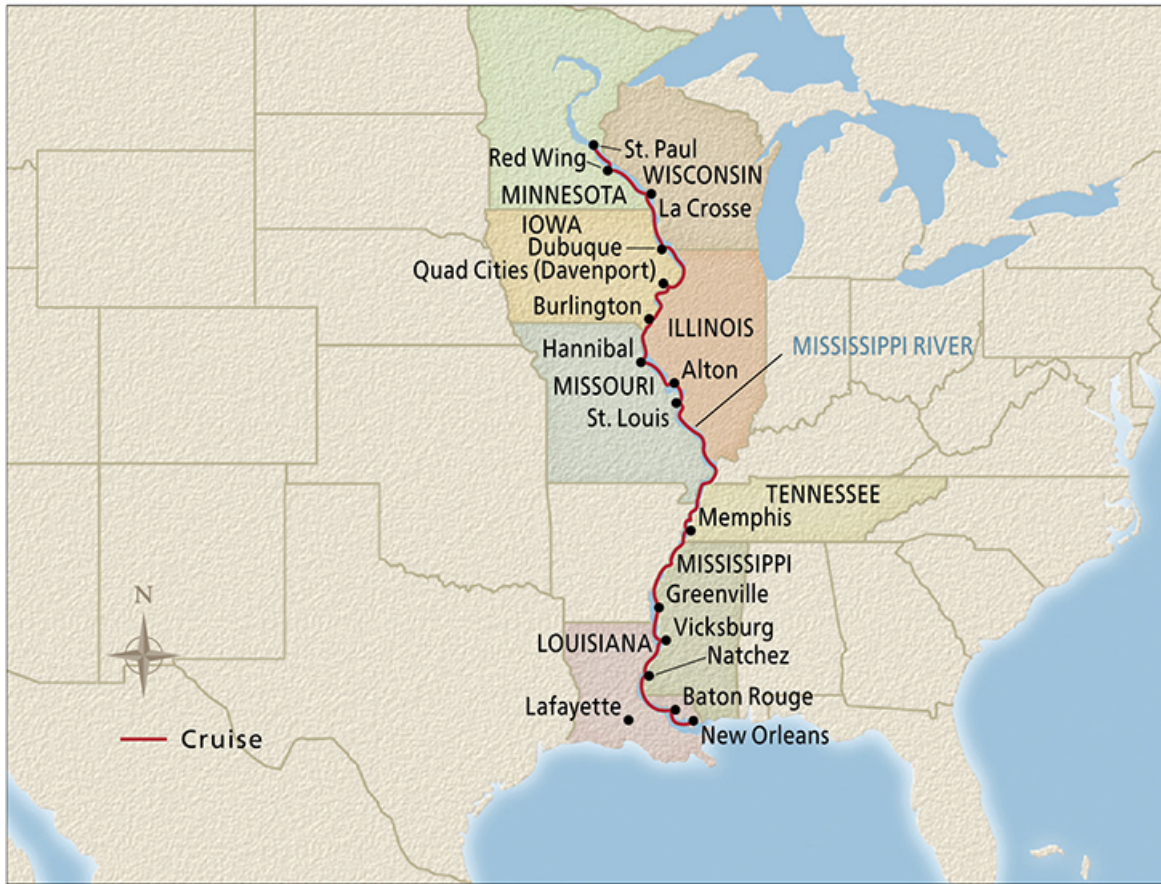 St. Paul
Red Wing
WISCONSIN
MINNESOTA
La Crosse
IOWA
Dubuque
Quad Cities (Davenport)
Burlington
ILLINOIS
MISSISSIPPI RIVER
Hannibal
Alton
MISSOURI
St. Louis
TENNESSEE
Memphis
MISSISSIPPI
N
Greenville
Vicksburg
LOUISIANA
Natchez
Baton Rouge
Lafayette
New Orleans
Cruise